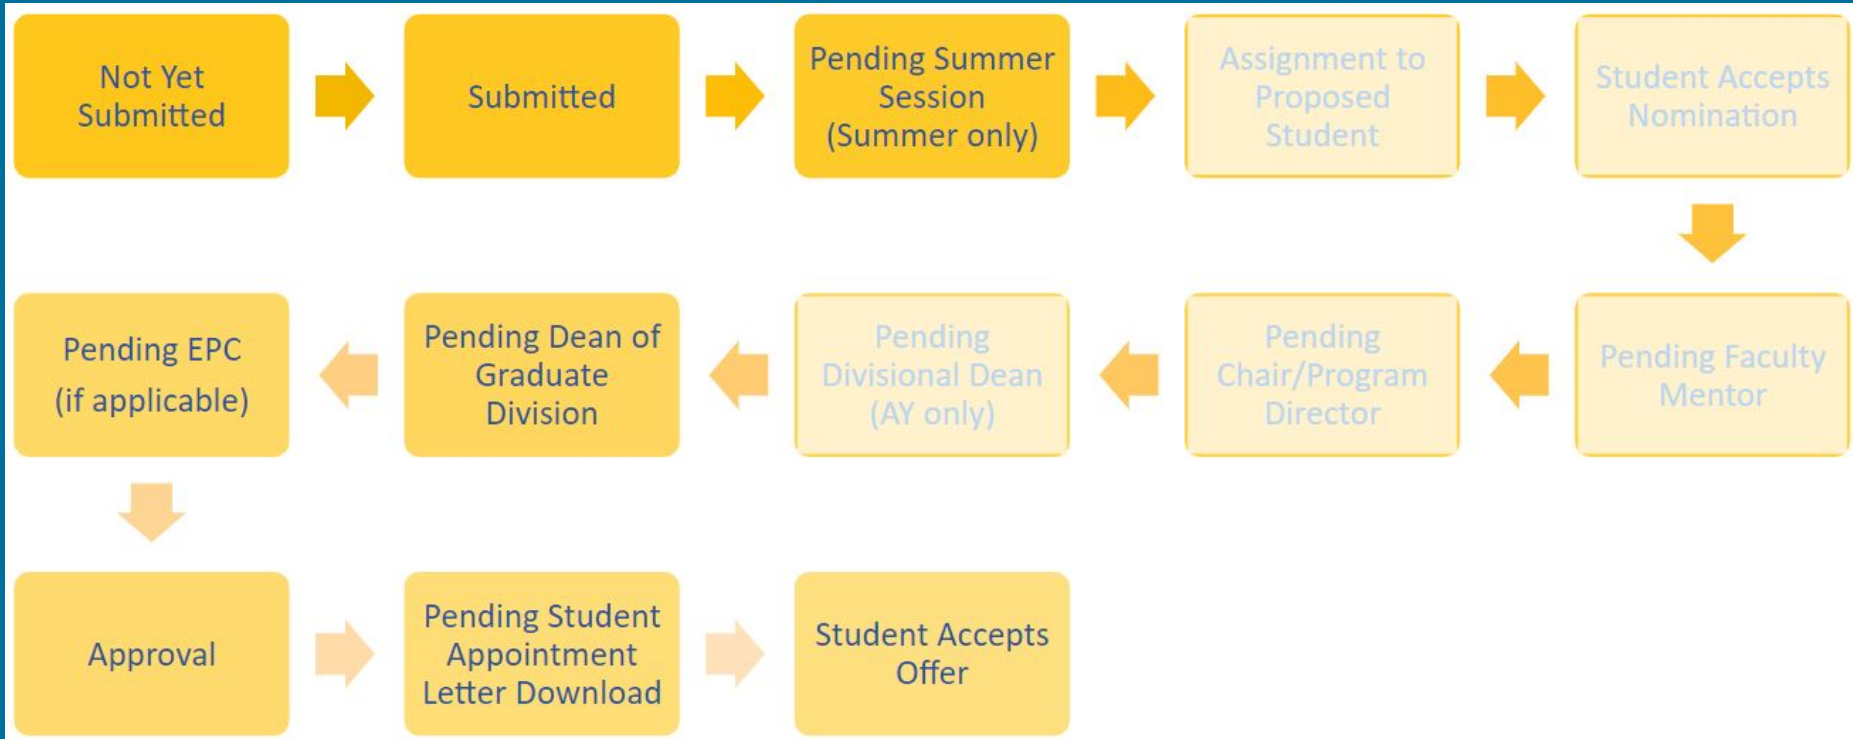 Not Yet
Submitted
Submitted
Pending Summer
Session
(Summer only)
Assignment to
Proposed
Student
Student Accepts
Nomination
Pending Faculty
Mentor
Pending
Chair/Program
Director
Pending
Divisional Dean
(AY only)
Pending Dean of
Graduate
Division
Pending EPC
(if applicable)
Approval
Pending Student
Appointment
Letter Download
Student Accepts
Offer